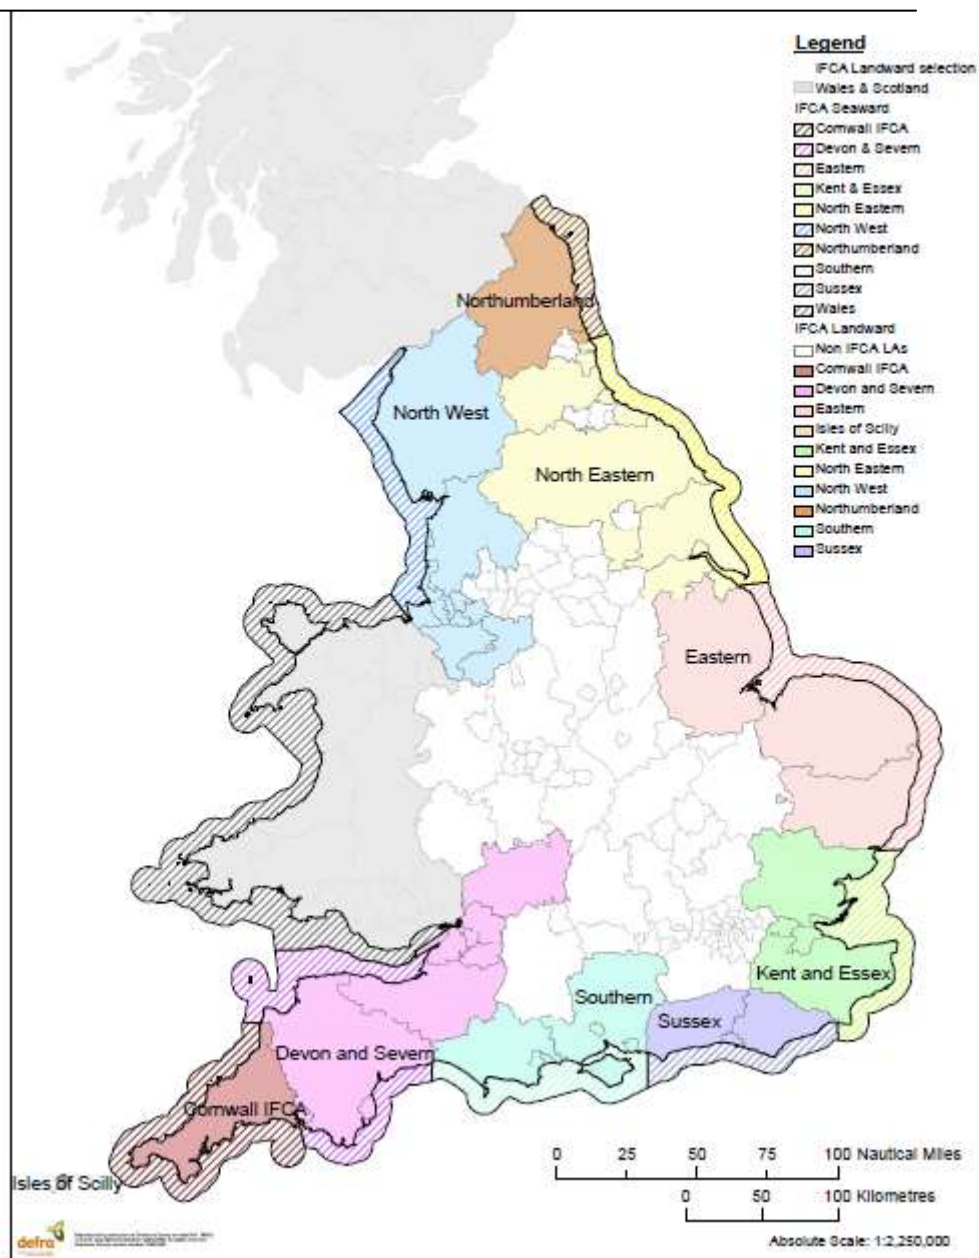 Legend
IFCA Landward selection
Wales & Scotland
IFCA Seaward
Cornwall IFCA
Devon & Severn
Eastern
Kent & Essex
North Eastern
North West
Northumberland
Southern
Sussex
Wales
IFCA Landward
Non IFCA LAs
Cornwall IFCA
Devon and Severn
Eastern
Isles of Scilly
Kent and Essex
North Eastern
North West
Northumberland
Southern
Sussex
Northumberland
North West
North Eastern
Eastern
Kent and Essex
Southern
Sussex
Devon and Severn
Cornwall IFCA
Isles of Scilly
0 25 50 75 100 Nautical Miles
0 50 100 Kilometres
defra
Absolute Scale: 1:2,250,000